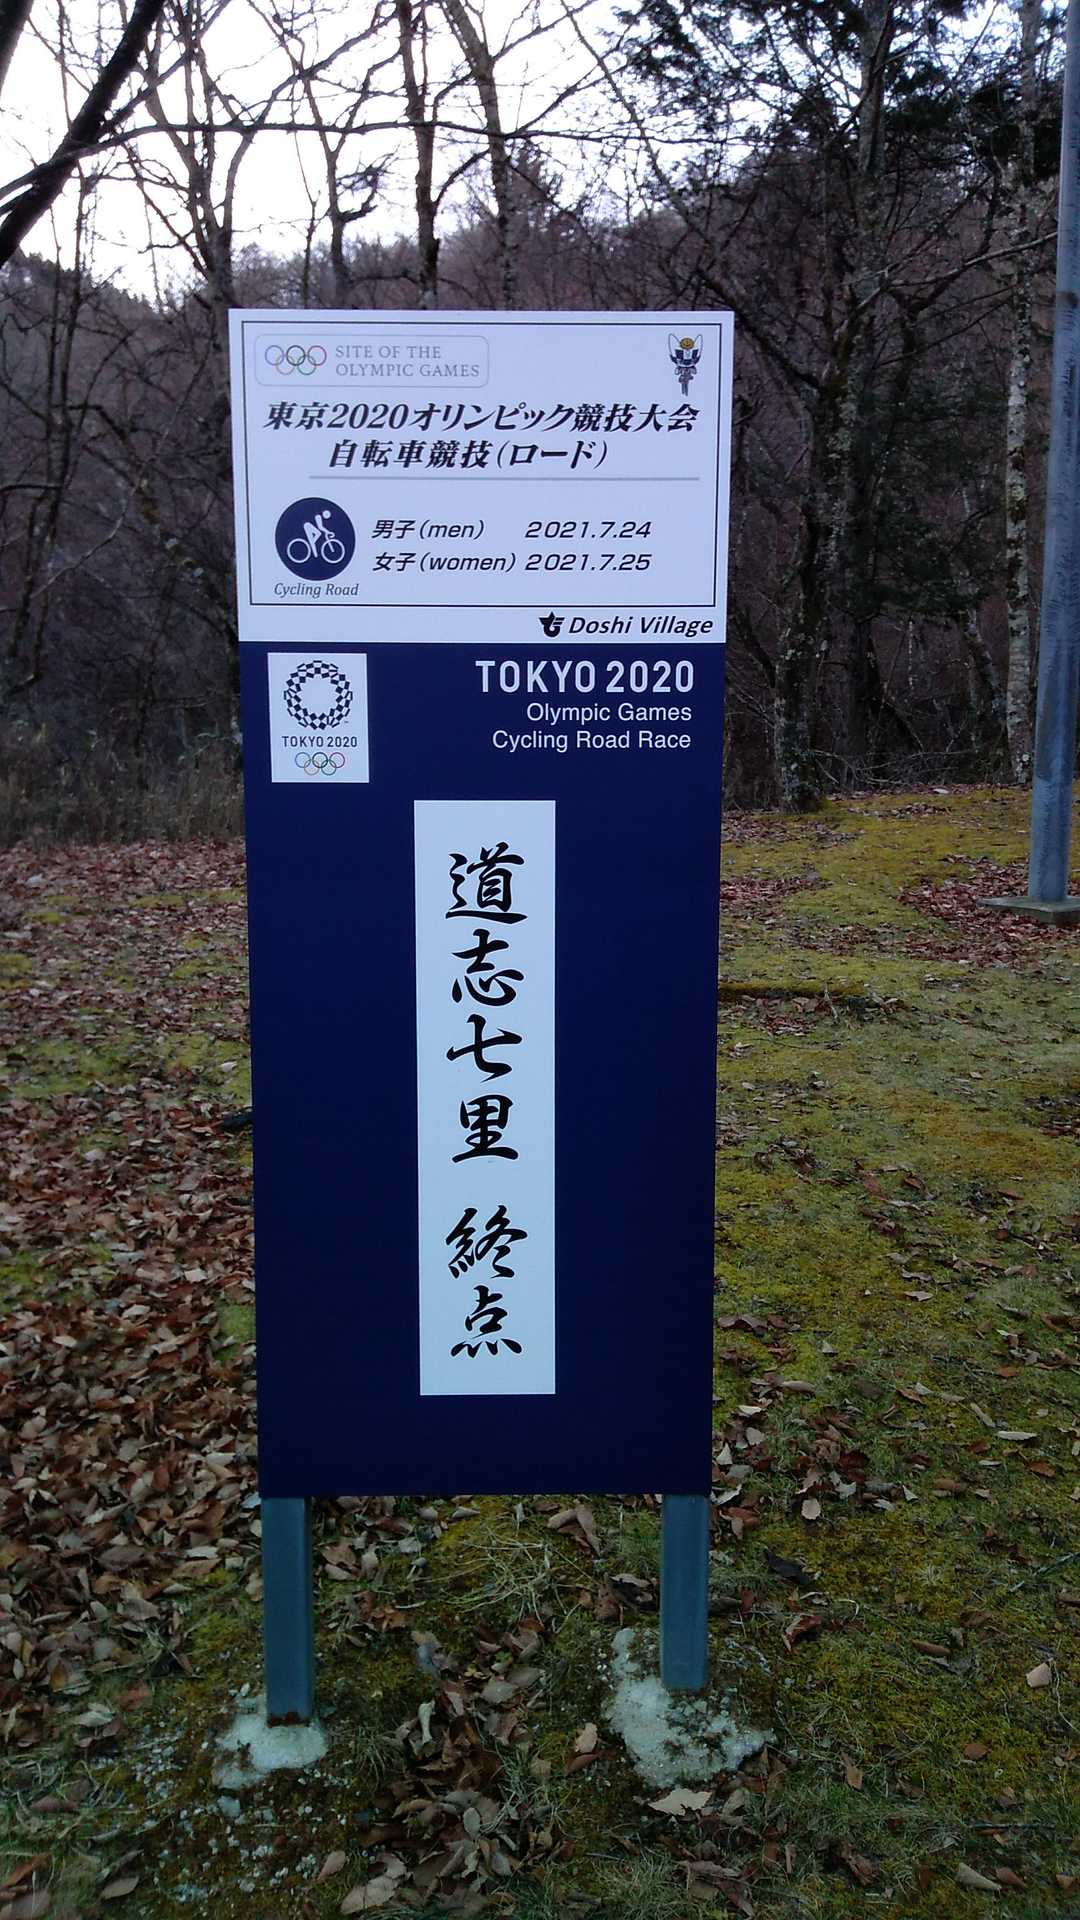 SITE OF THE
OLYMPIC GAMES
東京2020オリンピック競技大会
自転車競技(ロード)
男子(men) 2021.7.24
女子(women) 2021.7.25
Cycling Road
Doshi Village
TOKYO 2020
TOKYO 2020
Olympic Games
Cycling Road Race
道志七里 終点